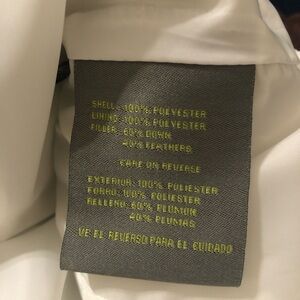 SHELL: 100% POLYESTER
LINING: 100% POLYESTER
FILLER: 60% DOWN
40% FEATHERS
CARE ON REVERSE
EXTERIOR: 100% POLIESTER
FORRO: 100% POLIESTER
RELLENO: 60% PLUMON
40% PLUMAS
VE EL REVERSO PARA EL CUIDADO